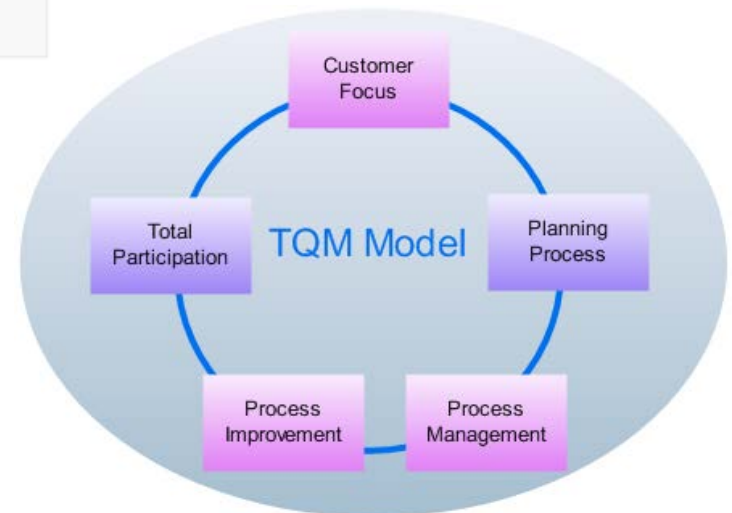 Customer
Focus
Total
Participation
TQM Model
Planning
Process
Process
Improvement
Process
Management